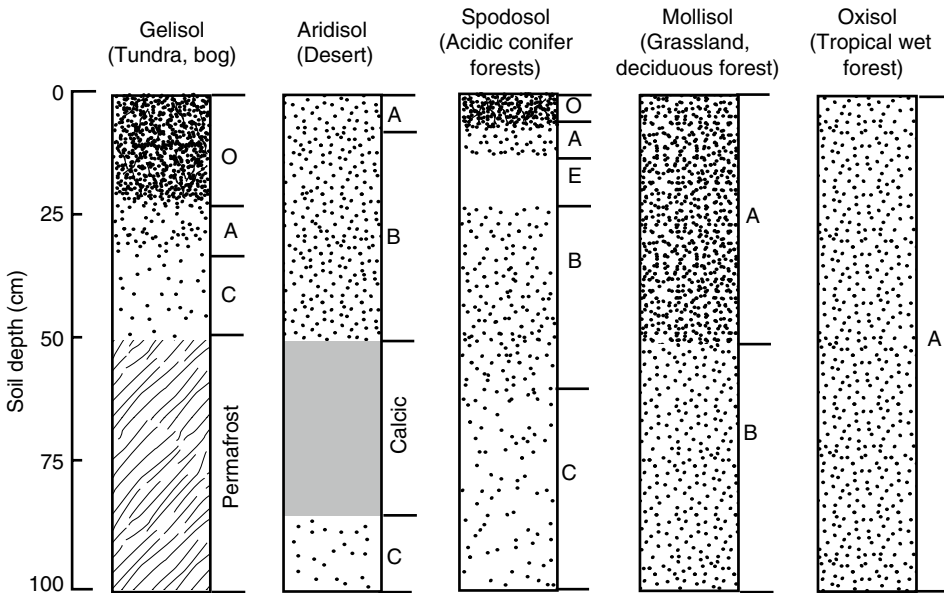 Gelisol
(Tundra, bog)
Aridisol
(Desert)
Spodosol
(Acidic conifer
forests)
Mollisol
(Grassland,
deciduous forest)
Oxisol
(Tropical wet
forest)
Soil depth (cm)
0
25
50
75
100
O
A
C
Permafrost
A
B
Calcic
C
O
A
E
B
C
A
B
A